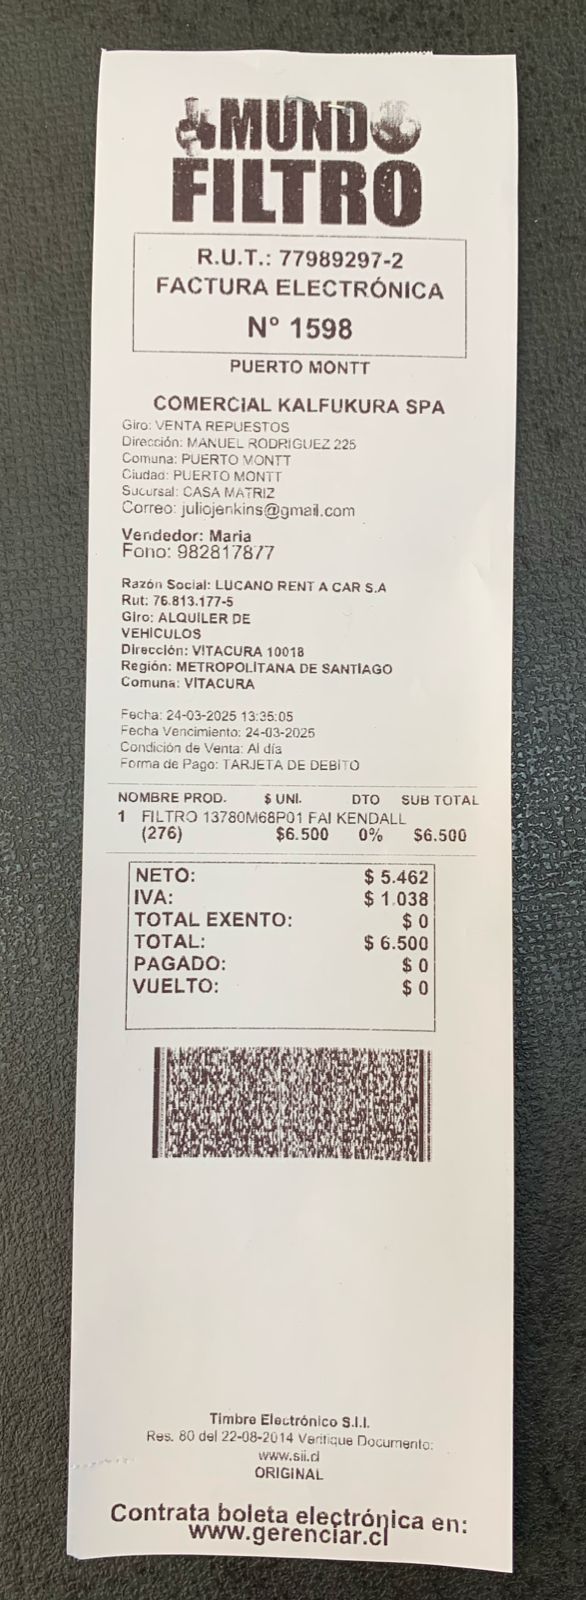 MUNDO
FILTRO
R.U.T.: 77989297-2
FACTURA ELECTRÓNICA
Nº 1598
PUERTO MONTT
COMERCIAL KALFUKURA SPA
Giro: VENTA REPUESTOS
Dirección: MANUEL RODRIGUEZ 225
Comuna: PUERTO MONTT
Ciudad: PUERTO MONTT
Sucursal: CASA MATRIZ
Correo: juliojenkins@gmail.com
Vendedor: Maria
Fono: 982817877
Razón Social: LUCANO RENT A CAR S.A
Rut: 76.813.177-5
Giro: ALQUILER DE
VEHICULOS
Dirección: VITACURA 10018
Región: METROPOLITANA DE SANTIAGO
Comuna: VITACURA
Fecha: 24-03-2025 13:35:05
Fecha Vencimiento: 24-03-2025
Condición de Venta: Al día
Forma de Pago: TARJETA DE DEBITO
NOMBRE PROD. $ UNI. DTO SUB TOTAL
1 FILTRO 13780M68P01 FAI KENDALL
(276) $6.500 0% $6.500
NETO: $ 5.462
IVA: $ 1.038
TOTAL EXENTO: $ 0
TOTAL: $ 6.500
PAGADO: $ 0
VUELTO: $ 0
Timbre Electrónico S.I.I.
Res. 80 del 22-08-2014 Verifique Documento:
www.sii.cl
ORIGINAL
Contrata boleta electrónica en:
www.gerenciar.cl